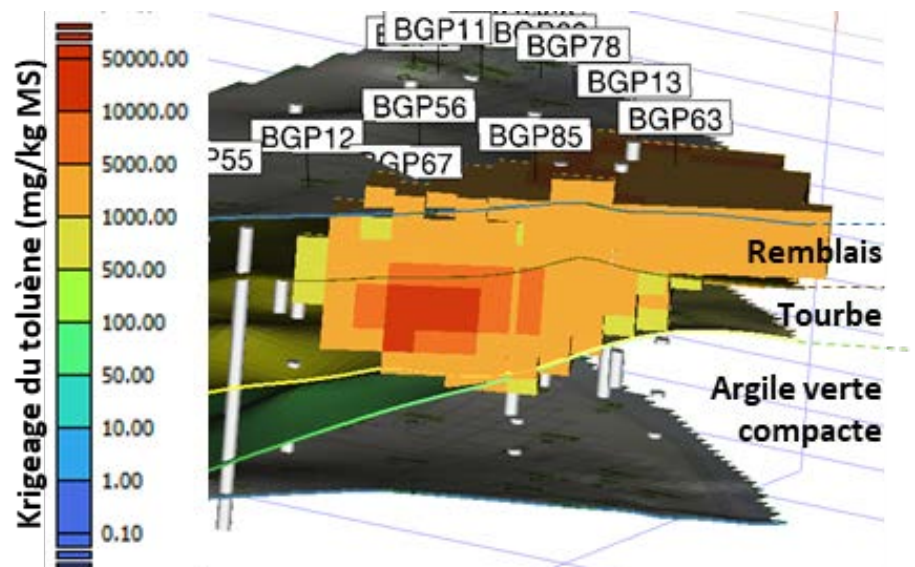 Krigeage du toluène (mg/kg MS)
50000.00
10000.00
5000.00
1000.00
500.00
100.00
50.00
10.00
1.00
0.10
BGP11
BGP78
BGP13
BGP56
BGP63
BGP12
BGP85
P55
BGP67
Remblais
Tourbe
Argile verte
compacte